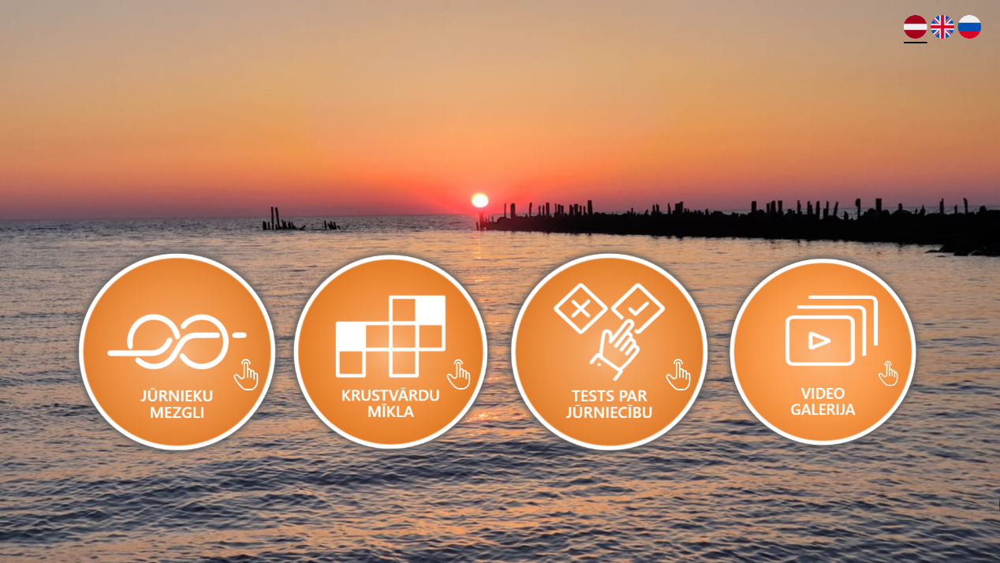 JŪRNIEKU
MEZGLI
KRUSTVĀRDU
MĪKLA
TESTS PAR
JŪRNIECĪBU
VIDEO
GALERIJA